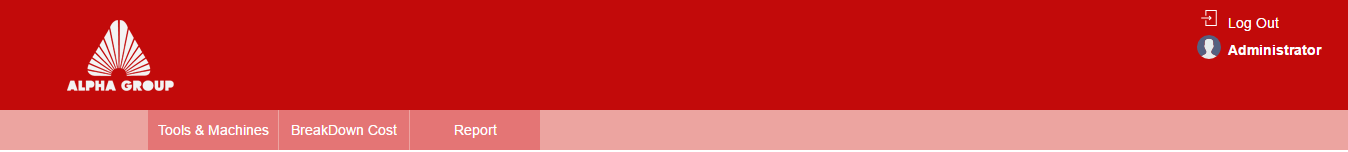 Log Out
Administrator
ALPHA GROUP
Tools & Machines BreakDown Cost Report